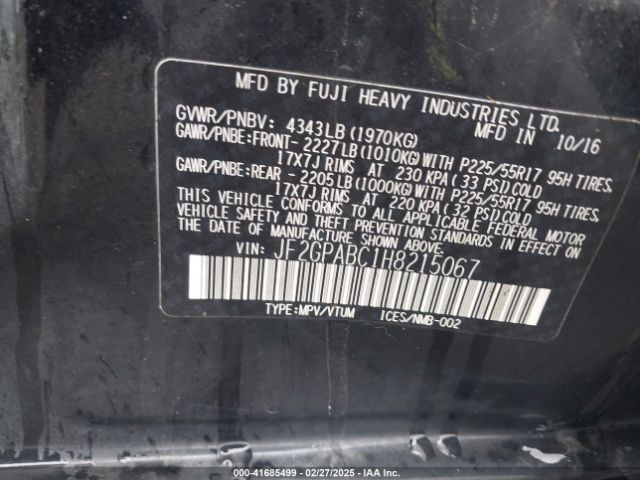 MFD BY FUJI HEAVY INDUSTRIES LTD.
MFD IN 10/16
GVWR/PNBV: 4343LB (1970KG)
GAWR/PNBE:FRONT- 2227LB (1010KG) WITH P225/55R17 95H TIRES.
17X7J RIMS AT 230 KPA (33 PSI) COLD
GAWR/PNBE:REAR - 2205LB (1000KG) WITH P225/55R17 95H TIRES.
17X7J RIMS AT 220 KPA (32 PSI) COLD
THIS VEHICLE CONFORMS TO ALL APPLICABLE FEDERAL MOTOR
VEHICLE SAFETY AND THEFT PREVENTION STANDARDS IN EFFECT ON
THE DATE OF MANUFACTURE SHOWN ABOVE.
VIN: JF2GPABC1H8215067
TYPE:MPV/VTUM ICES/NMB-002
000-41685499 - 02/27/2025 - IAA Inc.